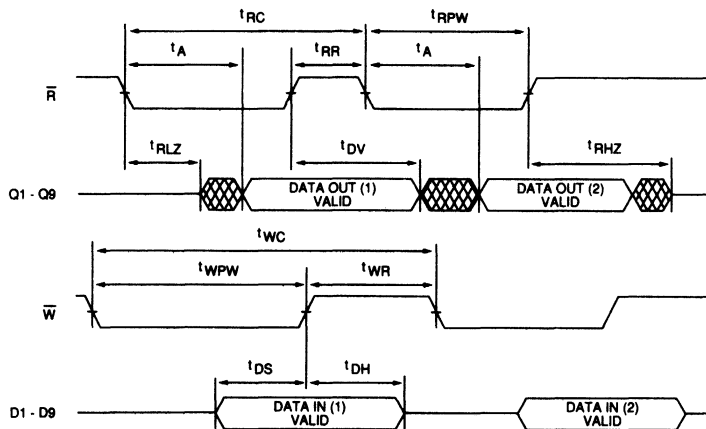 tRC
tRPW
tA
tRR
tA
R̅
tRLZ
tDV
tRHZ
Q1 - Q9
DATA OUT (1)
VALID
DATA OUT (2)
VALID
tWC
tWPW
tWR
W̅
tDS
tDH
D1 - D9
DATA IN (1)
VALID
DATA IN (2)
VALID